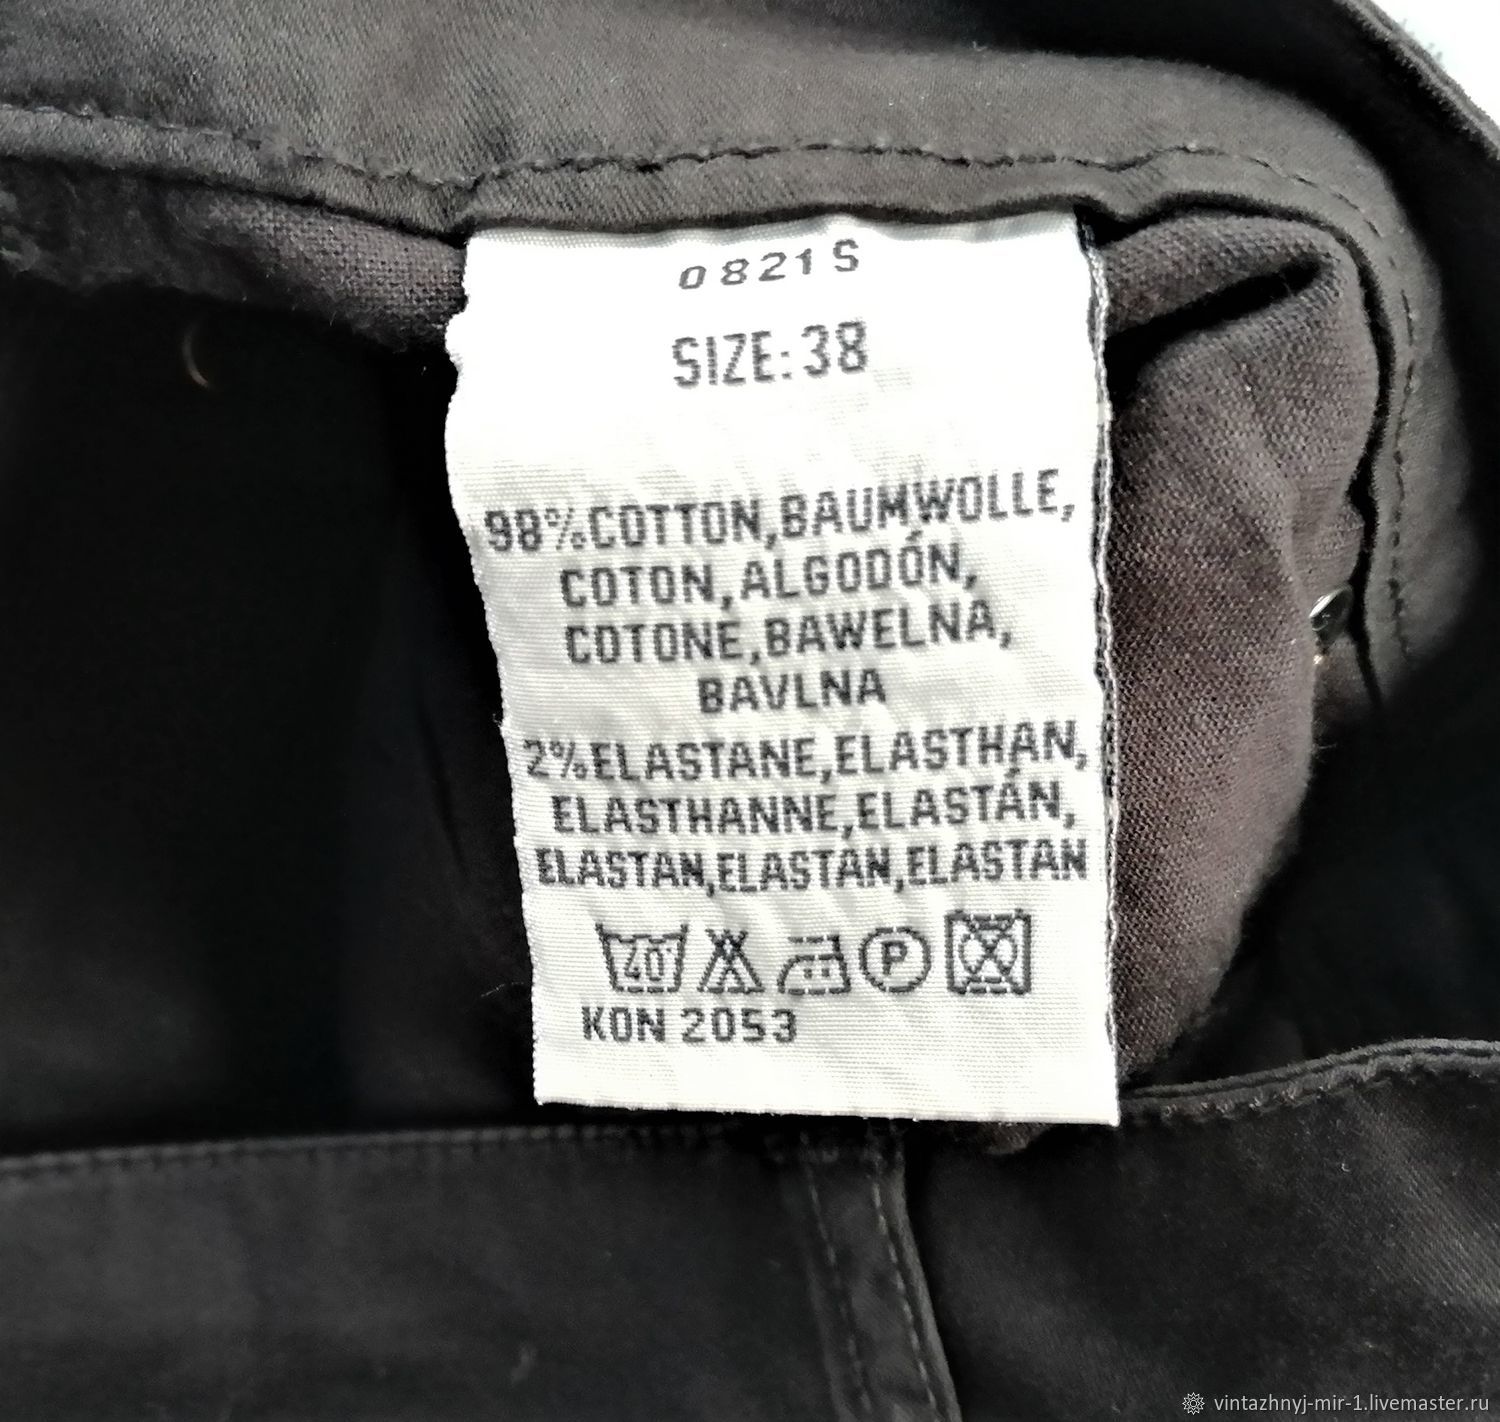 0821S
SIZE:38
98%COTTON,BAUMWOLLE,
COTON,ALGODÓN,
COTONE,BAWELNA,
BAVLNA
2%ELASTANE,ELASTHAN,
ELASTHANNE,ELASTÁN,
ELASTAN,ELASTAN,ELASTAN
40 P
KON 2053
vintazhnyj-mir-1.livemaster.ru